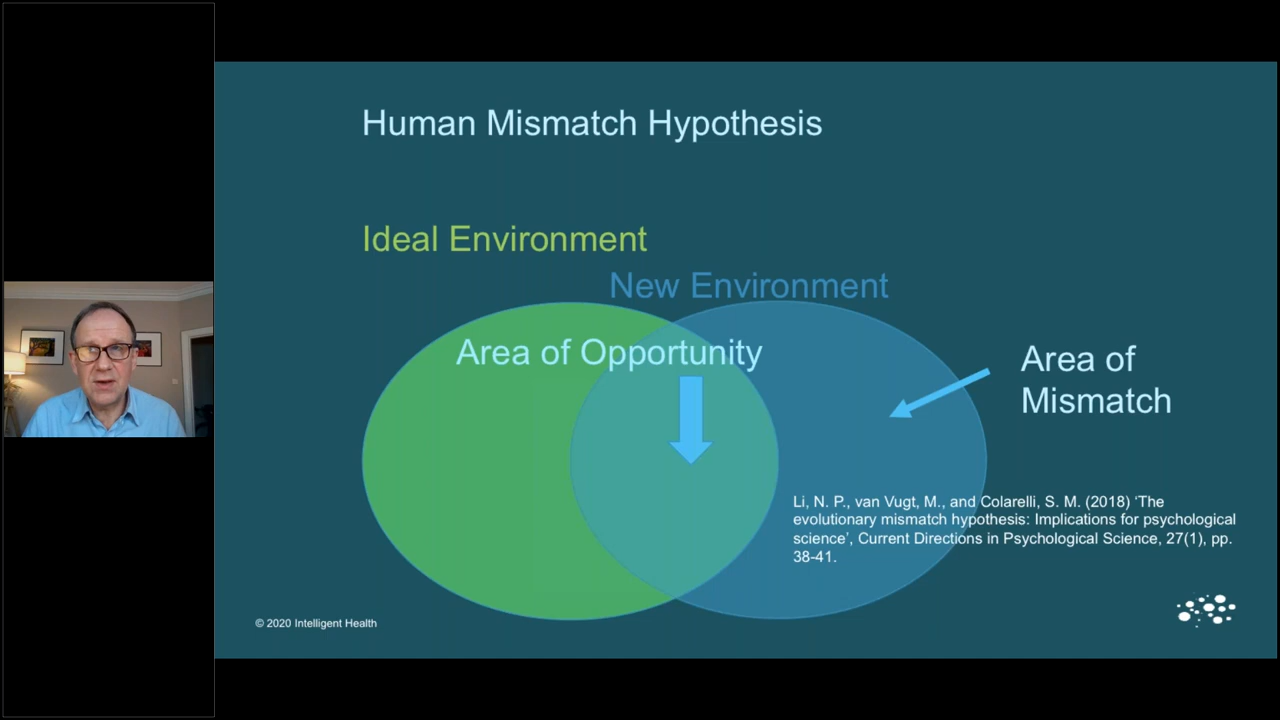 Human Mismatch Hypothesis
Ideal Environment
New Environment
Area of Opportunity
Area of
Mismatch
Li, N. P., van Vugt, M., and Colarelli, S. M. (2018) ‘The
evolutionary mismatch hypothesis: Implications for psychological
science’, Current Directions in Psychological Science, 27(1), pp.
38-41.
© 2020 Intelligent Health